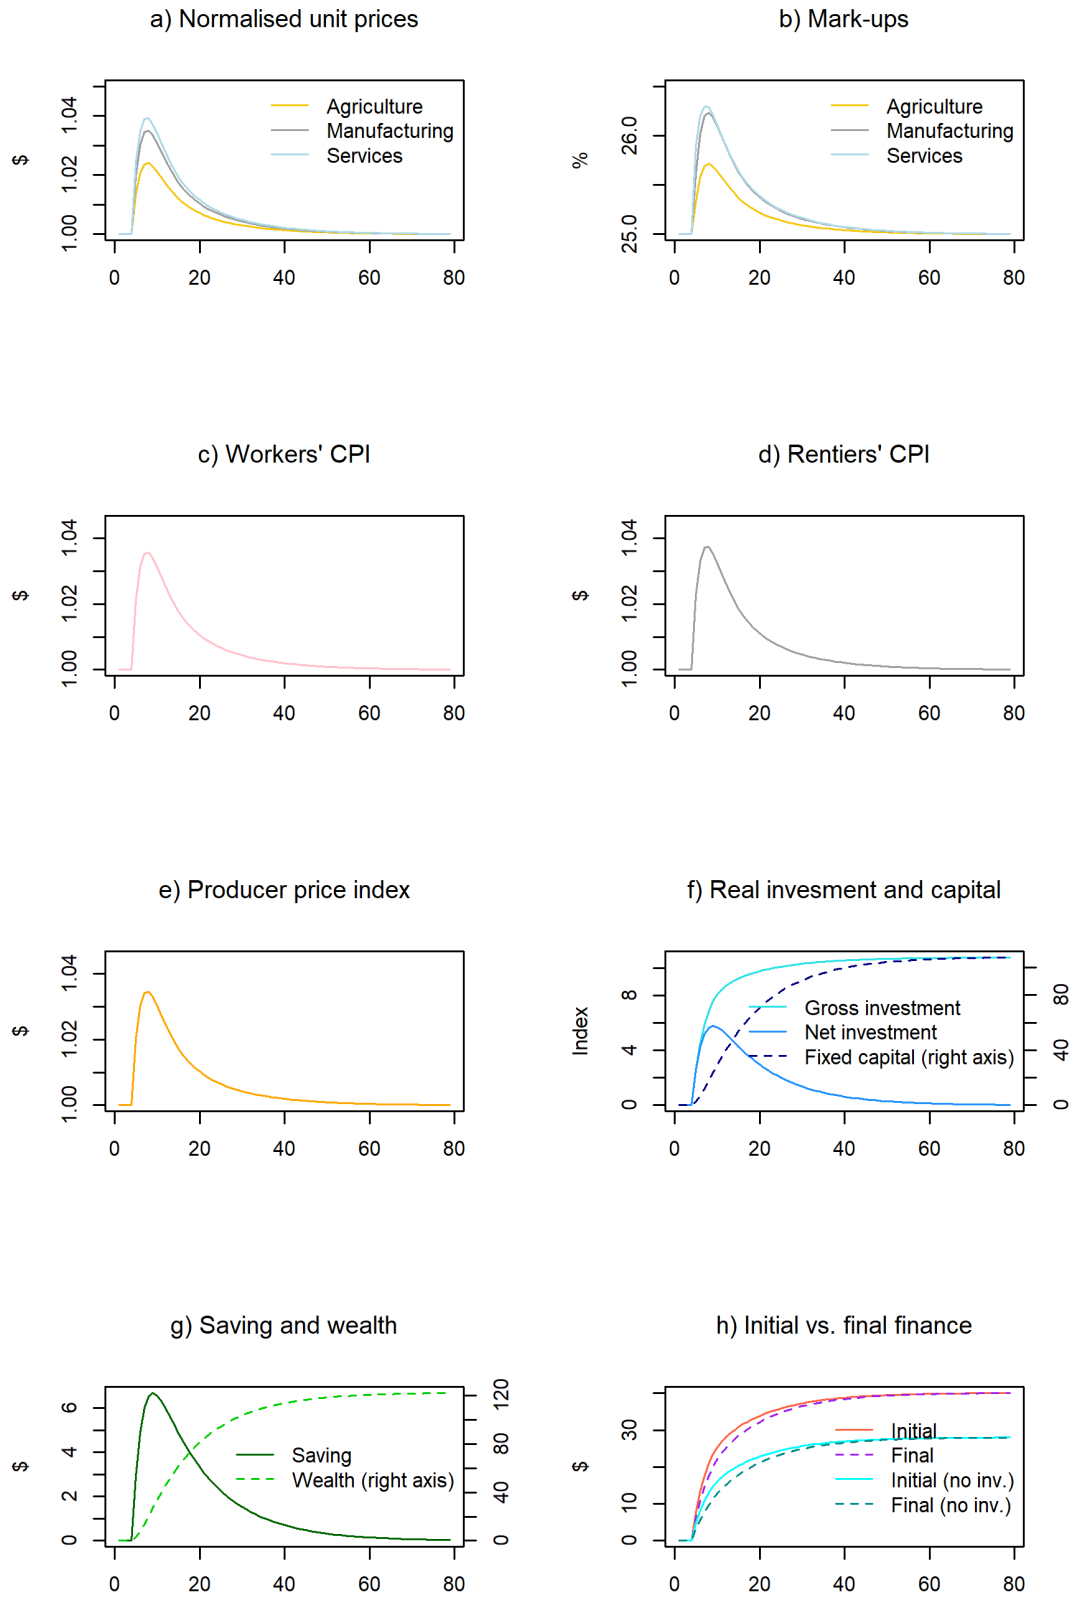 a) Normalised unit prices
$
1.00 1.02 1.04
Agriculture
Manufacturing
Services
0 20 40 60 80
b) Mark-ups
%
25.0 26.0
Agriculture
Manufacturing
Services
0 20 40 60 80
c) Workers' CPI
$
1.00 1.02 1.04
0 20 40 60 80
d) Rentiers' CPI
$
1.00 1.02 1.04
0 20 40 60 80
e) Producer price index
$
1.00 1.02 1.04
0 20 40 60 80
f) Real invesment and capital
Index
0 4 8
Gross investment
Net investment
Fixed capital (right axis)
0 40 80
0 20 40 60 80
g) Saving and wealth
$
0 2 4 6
Saving
Wealth (right axis)
0 40 80 120
0 20 40 60 80
h) Initial vs. final finance
$
0 10 30
Initial
Final
Initial (no inv.)
Final (no inv.)
0 20 40 60 80